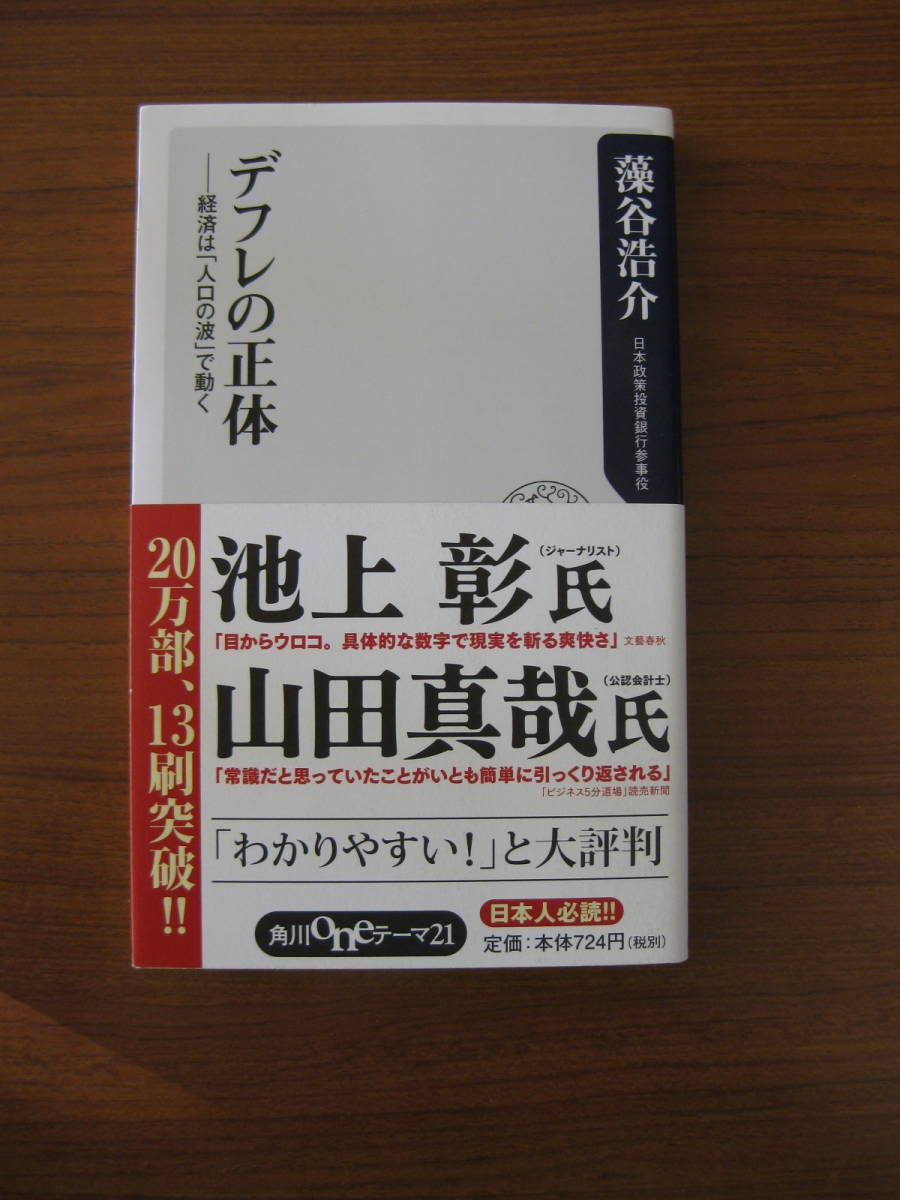 藻谷浩介
日本政策投資銀行参事役
デフレの正体
――経済は「人口の波」で動く
20万部、13刷突破!!
池上 彰氏
(ジャーナリスト)
「目からウロコ。具体的な数字で現実を斬る爽快さ」文藝春秋
山田真哉氏
(公認会計士)
「常識だと思っていたことがいとも簡単に引っくり返される」
「ビジネス5分道場」読売新聞
「わかりやすい!」と大評判
角川oneテーマ21
日本人必読!!
定価:本体724円(税別)